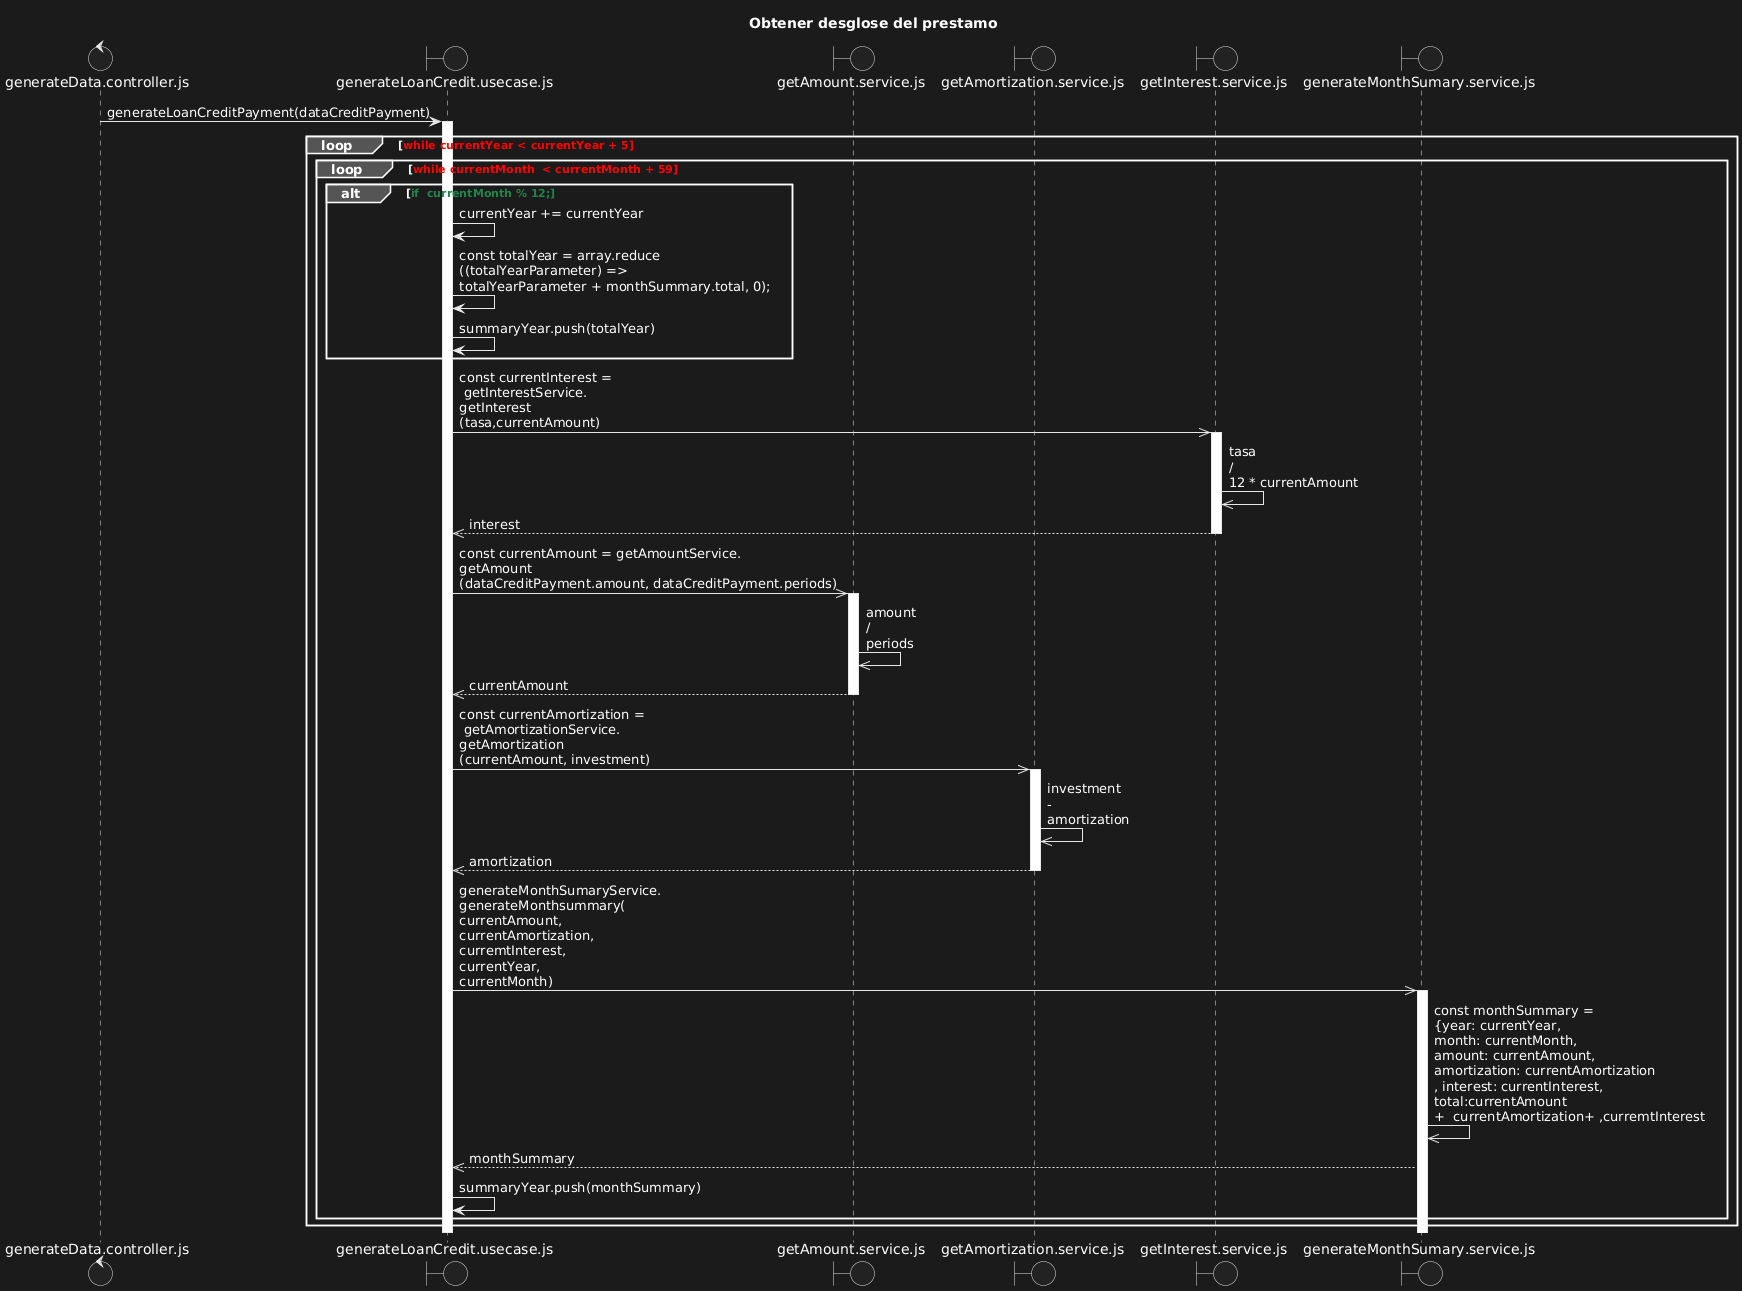 Obtener desglose del prestamo
generateData.controller.js
generateLoanCredit.usecase.js
getAmount.service.js
getAmortization.service.js
getInterest.service.js
generateMonthSumary.service.js
generateLoanCreditPayment(dataCreditPayment)
loop [while currentYear < currentYear + 5]
loop [while currentMonth  < currentMonth + 59]
alt [if  currentMonth % 12;]
currentYear += currentYear
const totalYear = array.reduce
((totalYearParameter) =>
totalYearParameter + monthSummary.total, 0);
summaryYear.push(totalYear)
const currentInterest =
getInterestService.
getInterest
(tasa,currentAmount)
tasa
/
12 * currentAmount
interest
const currentAmount = getAmountService.
getAmount
(dataCreditPayment.amount, dataCreditPayment.periods)
amount
/
periods
currentAmount
const currentAmortization =
getAmortizationService.
getAmortization
(currentAmount, investment)
investment
-
amortization
amortization
generateMonthSumaryService.
generateMonthsummary(
currentAmount,
currentAmortization,
curremtInterest,
currentYear,
currentMonth)
const monthSummary =
{year: currentYear,
month: currentMonth,
amount: currentAmount,
amortization: currentAmortization
, interest: currentInterest,
total:currentAmount
+  currentAmortization+ ,curremtInterest
monthSummary
summaryYear.push(monthSummary)
generateData.controller.js
generateLoanCredit.usecase.js
getAmount.service.js
getAmortization.service.js
getInterest.service.js
generateMonthSumary.service.js